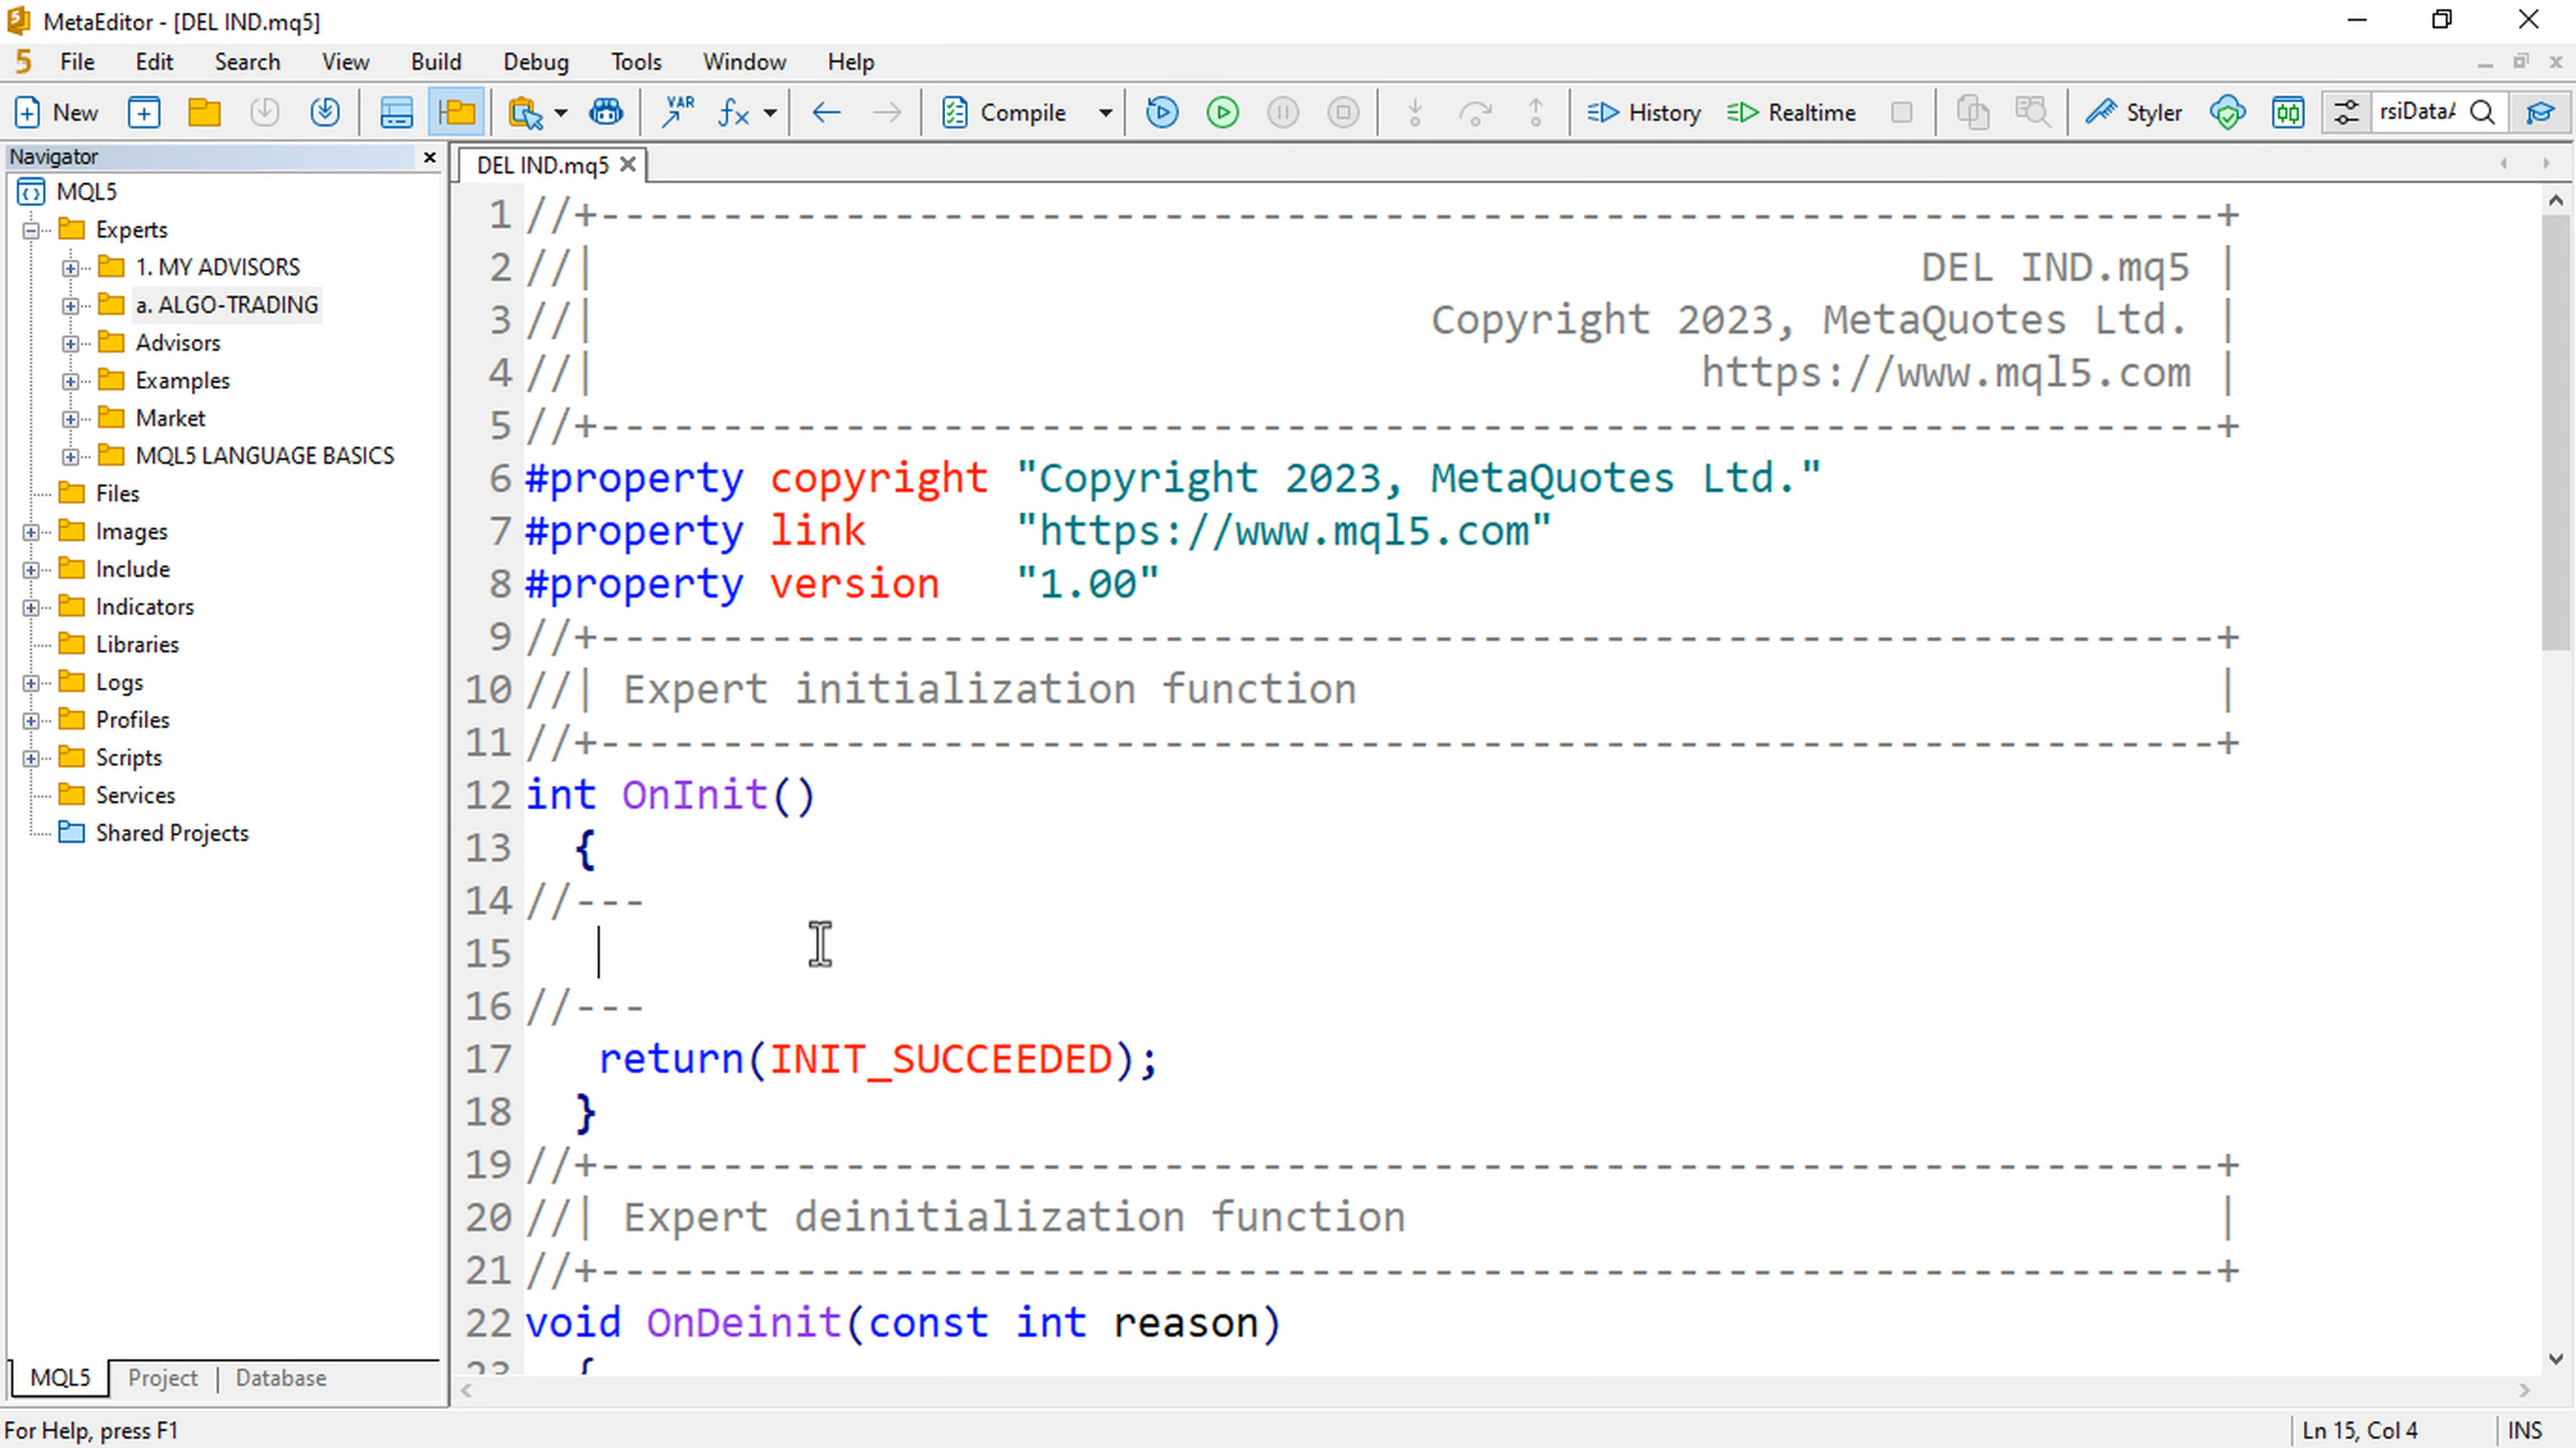 MetaEditor - [DEL IND.mq5]
5 File Edit Search View Build Debug Tools Window Help
New VAR fx Compile History Realtime Styler rsiDataA
Navigator
MQL5
Experts
1. MY ADVISORS
a. ALGO-TRADING
Advisors
Examples
Market
MQL5 LANGUAGE BASICS
Files
Images
Include
Indicators
Libraries
Logs
Profiles
Scripts
Services
Shared Projects
MQL5 Project Database
DEL IND.mq5
1 //+------------------------------------------------------------------+
2 //| DEL IND.mq5 |
3 //| Copyright 2023, MetaQuotes Ltd. |
4 //| https://www.mql5.com |
5 //+------------------------------------------------------------------+
6 #property copyright "Copyright 2023, MetaQuotes Ltd."
7 #property link "https://www.mql5.com"
8 #property version "1.00"
9 //+------------------------------------------------------------------+
10 //| Expert initialization function |
11 //+------------------------------------------------------------------+
12 int OnInit()
13 {
14 //---
15
16 //---
17 return(INIT_SUCCEEDED);
18 }
19 //+------------------------------------------------------------------+
20 //| Expert deinitialization function |
21 //+------------------------------------------------------------------+
22 void OnDeinit(const int reason)
23 {
For Help, press F1 Ln 15, Col 4 INS